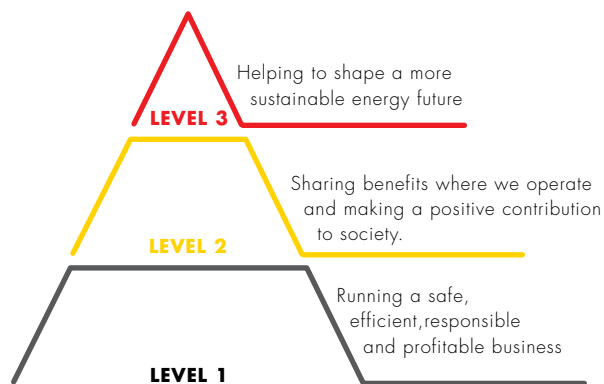 Helping to shape a more
sustainable energy future
LEVEL 3
Sharing benefits where we operate
and making a positive contribution
to society.
LEVEL 2
Running a safe,
efficient,responsible
and profitable business
LEVEL 1